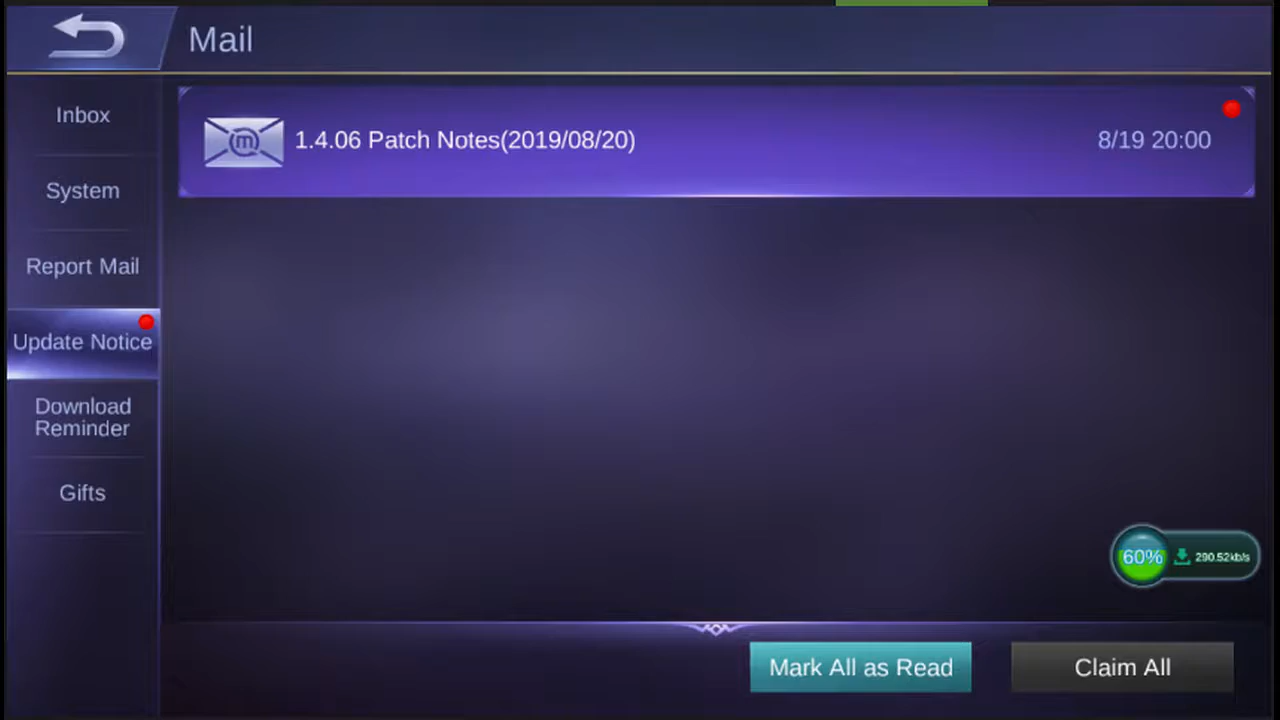 Mail
Inbox
System
Report Mail
Update Notice
Download
Reminder
Gifts
1.4.06 Patch Notes(2019/08/20)
8/19 20:00
60%
290.52kb/s
Mark All as Read
Claim All